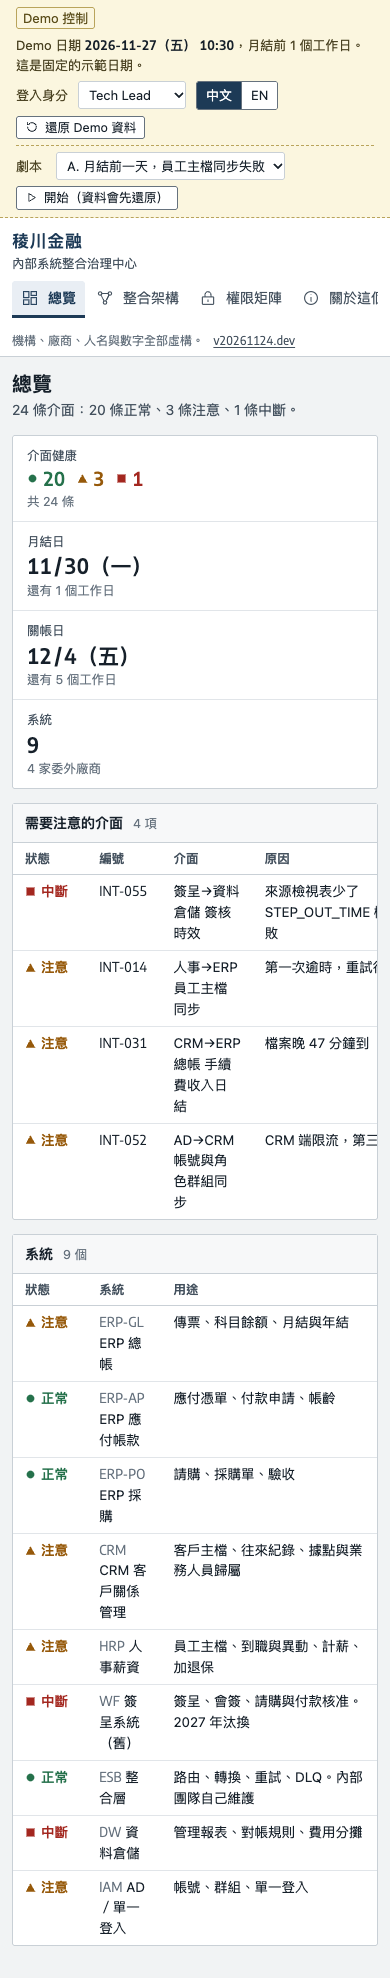 Demo 控制
Demo 日期 2026-11-27（五） 10:30，月結前 1 個工作日。
這是固定的示範日期。
登入身分 Tech Lead 中文 EN
還原 Demo 資料
劇本 A. 月結前一天，員工主檔同步失敗
開始（資料會先還原）
稜川金融
內部系統整合治理中心
總覽 整合架構 權限矩陣 關於這
機構、廠商、人名與數字全部虛構。 v20261124.dev
總覽
24 條介面：20 條正常、3 條注意、1 條中斷。
介面健康
20 3 1
共 24 條
月結日
11/30（一）
還有 1 個工作日
關帳日
12/4（五）
還有 5 個工作日
系統
9
4 家委外廠商
需要注意的介面 4 項
狀態 編號 介面 原因
中斷 INT-055 簽呈→資料 來源檢視表少了
倉儲 簽核 STEP_OUT_TIME
時效 敗
注意 INT-014 人事→ERP 第一次逾時，重試
員工主檔
同步
注意 INT-031 CRM→ERP 檔案晚 47 分鐘到
總帳 手續
費收入日
結
注意 INT-052 AD→CRM CRM 端限流，第三
帳號與角
色群組同
步
系統 9 個
狀態 系統 用途
注意 ERP-GL 傳票、科目餘額、月結與年結
ERP 總
帳
正常 ERP-AP 應付憑單、付款申請、帳齡
ERP 應
付帳款
正常 ERP-PO 請購、採購單、驗收
ERP 採
購
注意 CRM 客戶主檔、往來紀錄、據點與業
CRM 客 務人員歸屬
戶關係
管理
注意 HRP 人 員工主檔、到職與異動、計薪、
事薪資 加退保
中斷 WF 簽 簽呈、會簽、請購與付款核准。
呈系統 2027 年汰換
（舊）
正常 ESB 整 路由、轉換、重試、DLQ。內部
合層 團隊自己維護
中斷 DW 資 管理報表、對帳規則、費用分攤
料倉儲
注意 IAM AD 帳號、群組、單一登入
/ 單一
登入